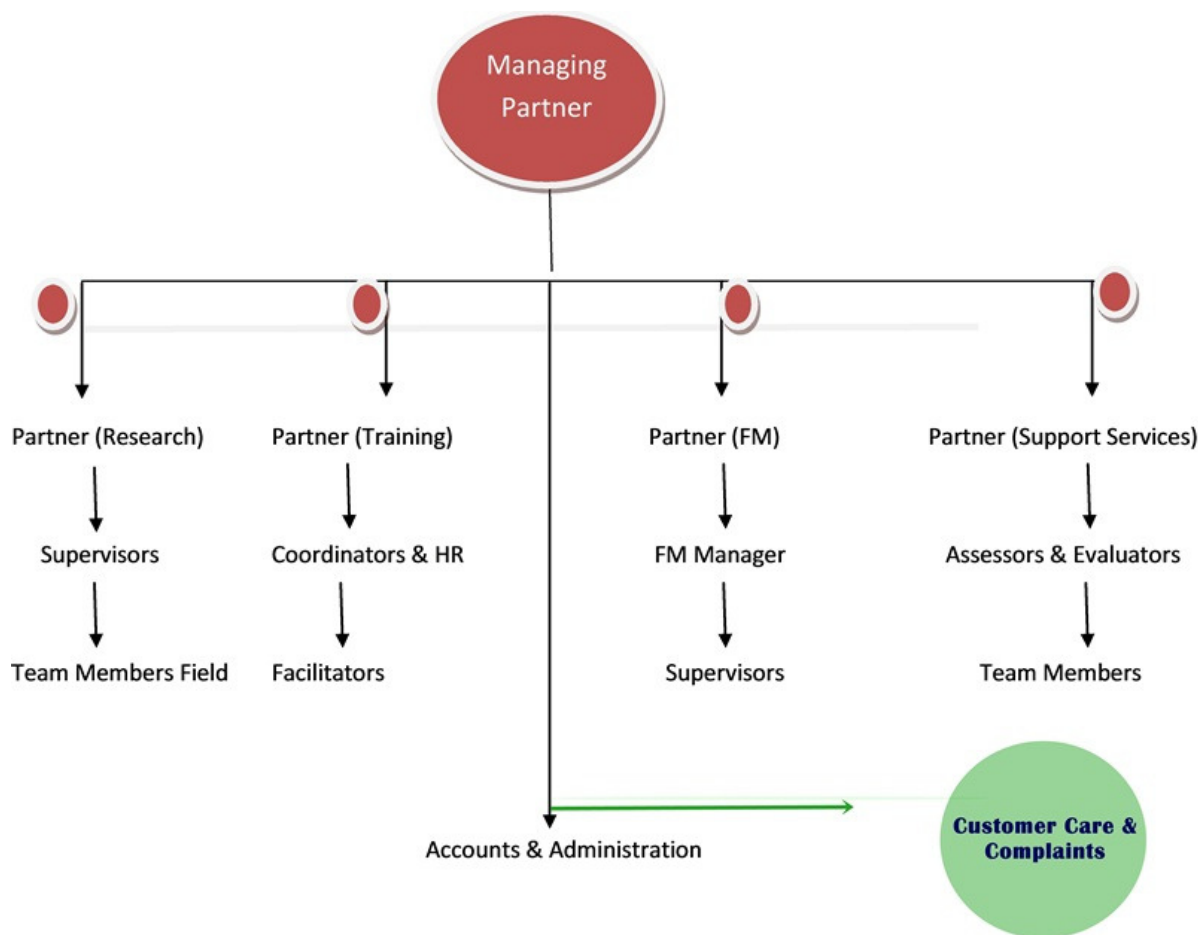 Managing
Partner
Partner (Research)
Partner (Training)
Partner (FM)
Partner (Support Services)
Supervisors
Coordinators & HR
FM Manager
Assessors & Evaluators
Team Members Field
Facilitators
Supervisors
Team Members
Customer Care &
Complaints
Accounts & Administration